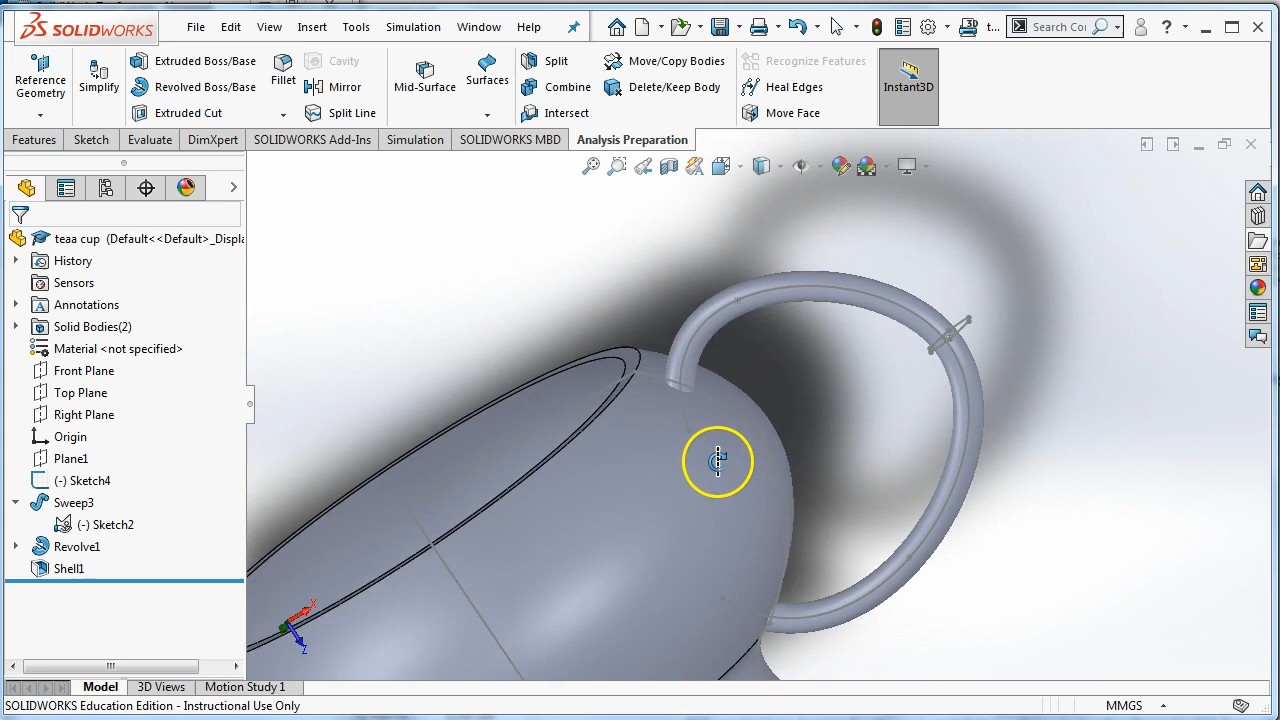 SOLIDWORKS File Edit View Insert Tools Simulation Window Help t... Search Co
Reference Geometry Simplify Extruded Boss/Base Revolved Boss/Base Extruded Cut Fillet Cavity Mirror Split Line Mid-Surface Surfaces Split Combine Intersect Move/Copy Bodies Delete/Keep Body Recognize Features Heal Edges Move Face Instant3D
Features Sketch Evaluate DimXpert SOLIDWORKS Add-Ins Simulation SOLIDWORKS MBD Analysis Preparation
teaa cup (Default<<Default>_Displa
History
Sensors
Annotations
Solid Bodies(2)
Material <not specified>
Front Plane
Top Plane
Right Plane
Origin
Plane1
(-) Sketch4
Sweep3
(-) Sketch2
Revolve1
Shell1
X
Z
Model 3D Views Motion Study 1
SOLIDWORKS Education Edition - Instructional Use Only MMGS